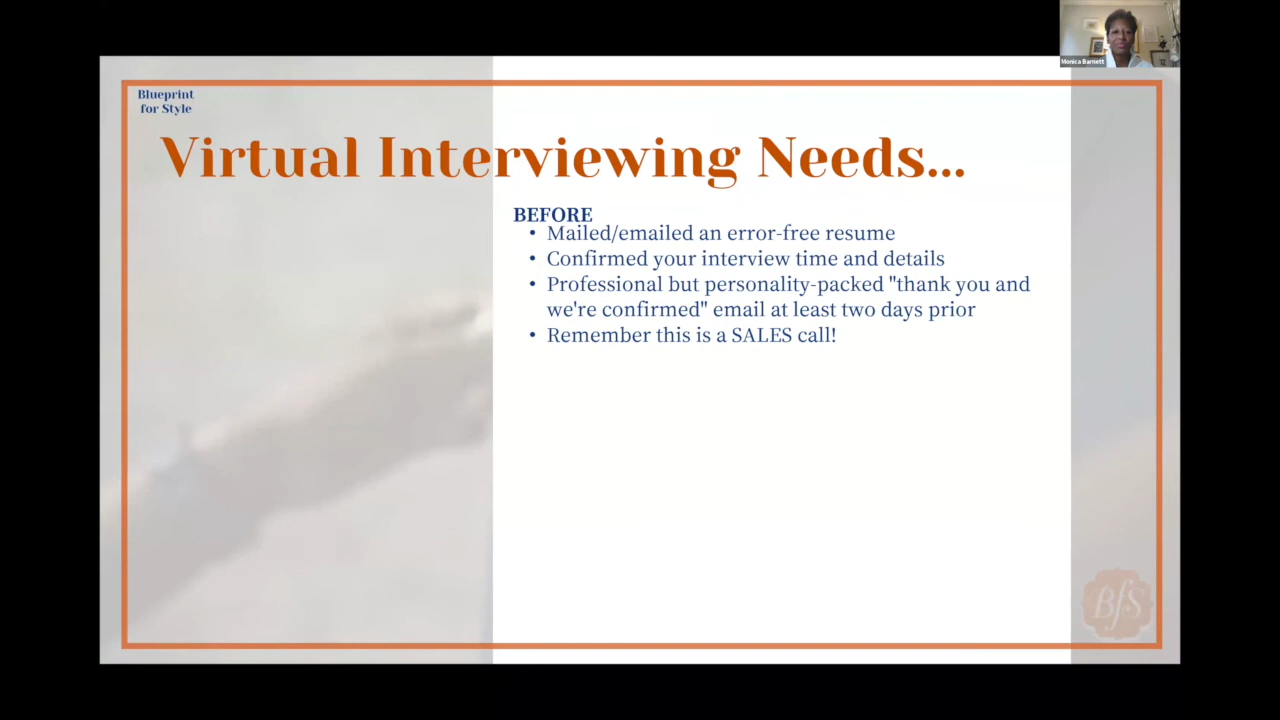 Monica Barnett
Blueprint
for Style
Virtual Interviewing Needs...
BEFORE
• Mailed/emailed an error-free resume
• Confirmed your interview time and details
• Professional but personality-packed "thank you and
we're confirmed" email at least two days prior
• Remember this is a SALES call!
BfS